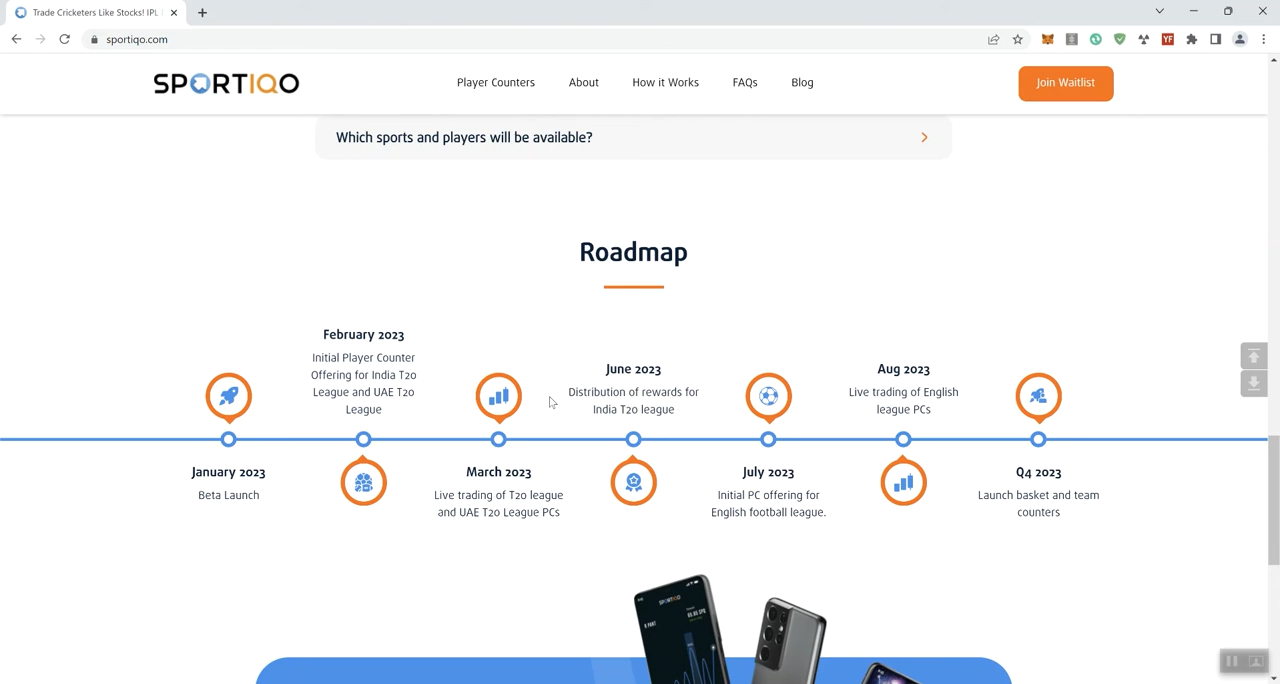 Trade Cricketers Like Stocks! IPL
sportiqo.com
YF
SPORTIQO
Player Counters
About
How it Works
FAQs
Blog
Join Waitlist
Which sports and players will be available?
Roadmap
January 2023
Beta Launch
February 2023
Initial Player Counter
Offering for India T20
League and UAE T20
League
March 2023
Live trading of T20 league
and UAE T20 League PCs
June 2023
Distribution of rewards for
India T20 league
July 2023
Initial PC offering for
English football league.
Aug 2023
Live trading of English
league PCs
Q4 2023
Launch basket and team
counters
SPORTIQO